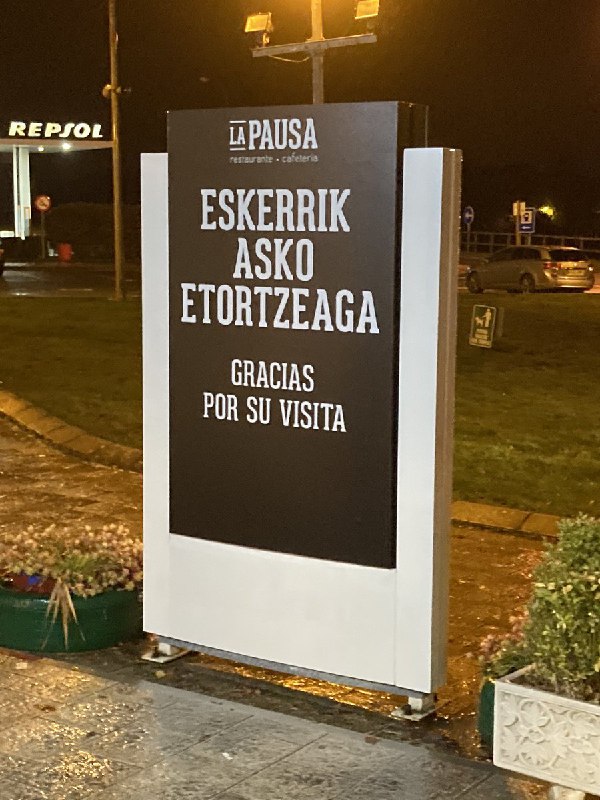 REPSOL
LA PAUSA
restaurante • cafetería
ESKERRIK
ASKO
ETORTZEAGA
GRACIAS
POR SU VISITA